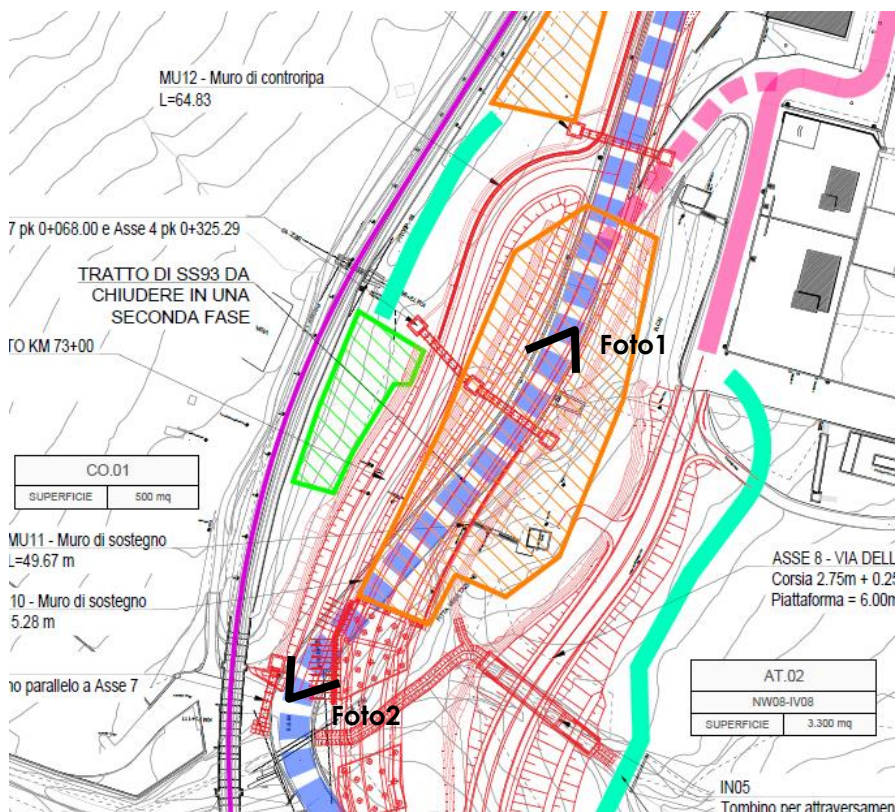 MU12 - Muro di controripa
L=64.83
7 pk 0+068.00 e Asse 4 pk 0+325.29
TRATTO DI SS93 DA
CHIUDERE IN UNA
SECONDA FASE
TO KM 73+00
Foto1
CO.01
SUPERFICIE 500 mq
MU11 - Muro di sostegno
L=49.67 m
10 - Muro di sostegno
5.28 m
no parallelo a Asse 7
Foto2
ASSE 8 - VIA DELL
Corsia 2.75m + 0.25
Piattaforma = 6.00m
AT.02
NW08-IV08
SUPERFICIE 3.300 mq
IN05
Tombino per attraversamen